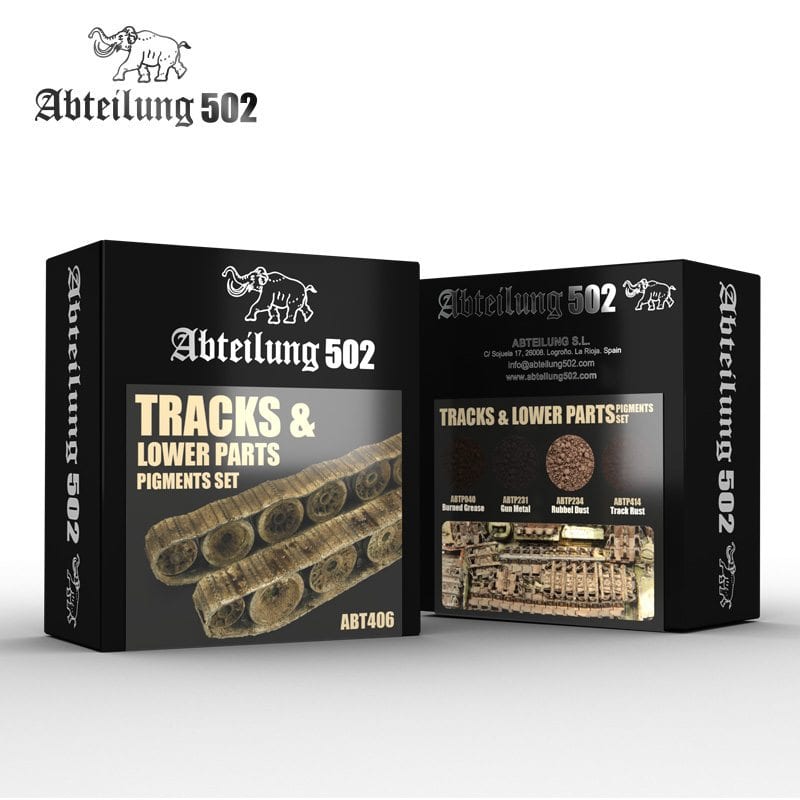 Abteilung 502
Abteilung 502
Abteilung 502
TRACKS &
LOWER PARTS
PIGMENTS SET
ABT406
Abteilung 502
ABTEILUNG S.L.
C/ Sojuela 17, 26008. Logroño. La Rioja. Spain
info@abteilung502.com
www.abteilung502.com
TRACKS & LOWER PARTS PIGMENTS
SET
ABTP040
Burned Grease
ABTP231
Gun Metal
ABTP234
Rubbel Dust
ABTP414
Track Rust
Abteilung 502